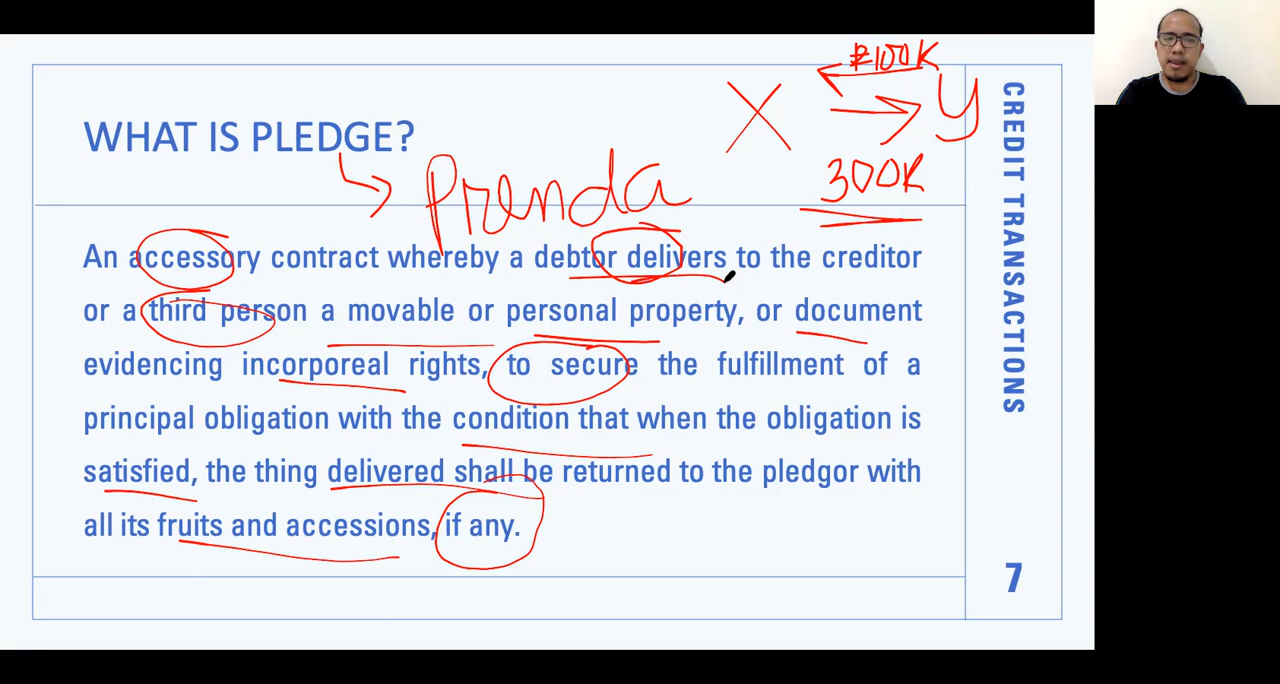 WHAT IS PLEDGE?
Prenda
X
₱100K
Y
300K
An accessory contract whereby a debtor delivers to the creditor
or a third person a movable or personal property, or document
evidencing incorporeal rights, to secure the fulfillment of a
principal obligation with the condition that when the obligation is
satisfied, the thing delivered shall be returned to the pledgor with
all its fruits and accessions, if any.
CREDIT TRANSACTIONS
7